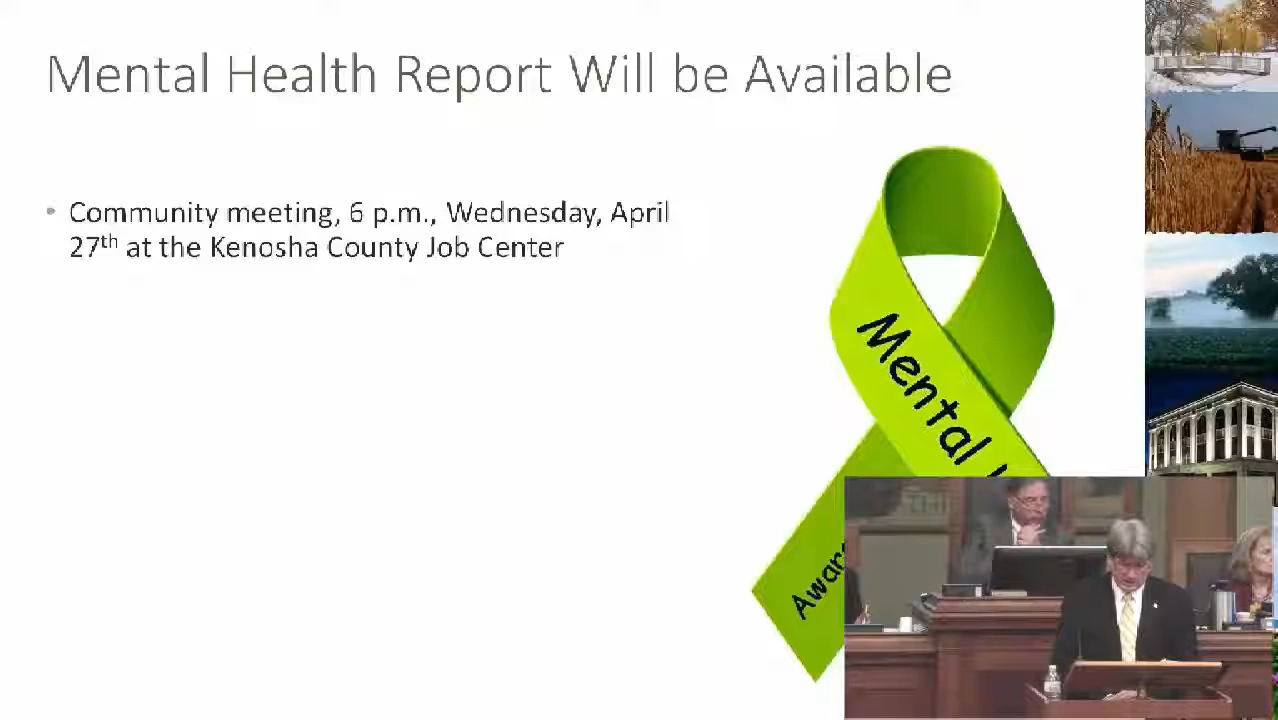 Mental Health Report Will be Available
• Community meeting, 6 p.m., Wednesday, April
27th at the Kenosha County Job Center
Mental